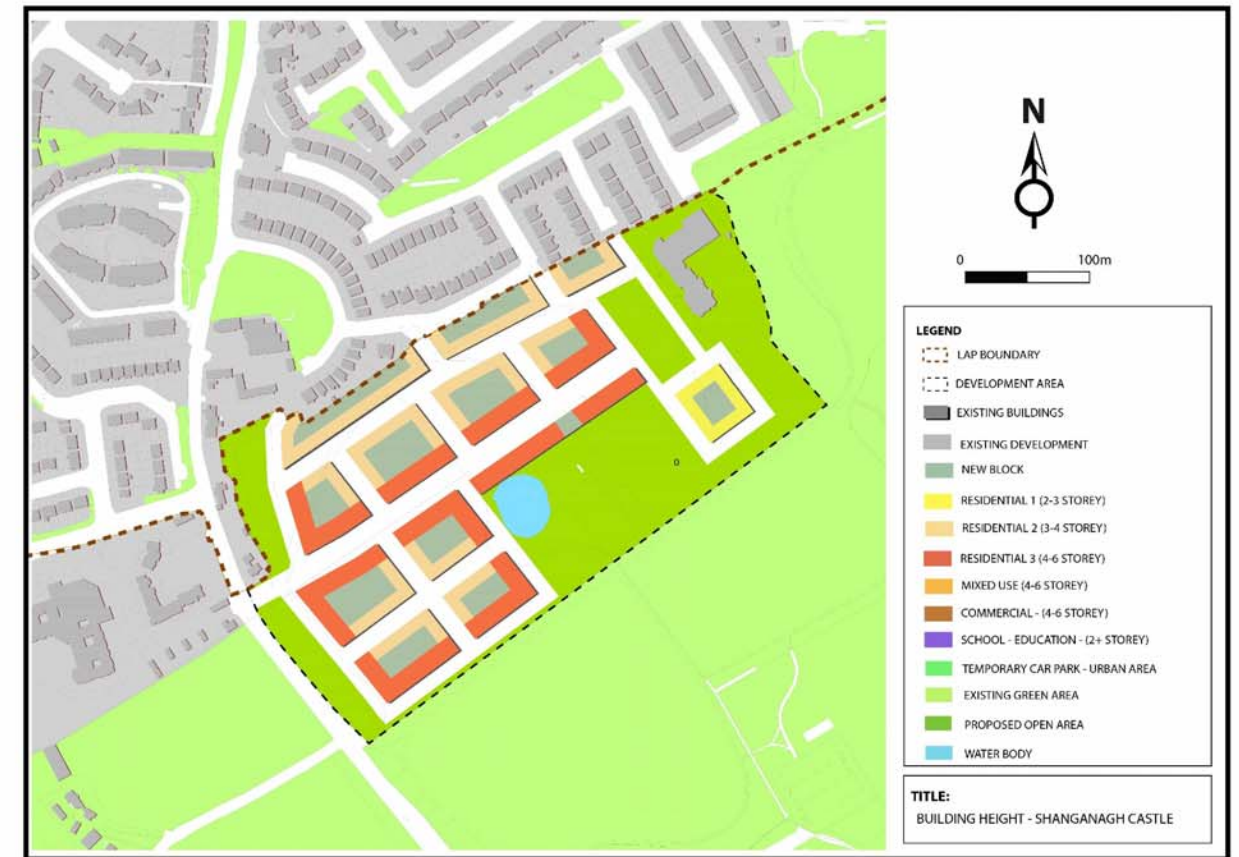 N
0 100m
LEGEND
LAP BOUNDARY
DEVELOPMENT AREA
EXISTING BUILDINGS
EXISTING DEVELOPMENT
NEW BLOCK
RESIDENTIAL 1 (2-3 STOREY)
RESIDENTIAL 2 (3-4 STOREY)
RESIDENTIAL 3 (4-6 STOREY)
MIXED USE (4-6 STOREY)
COMMERCIAL - (4-6 STOREY)
SCHOOL - EDUCATION - (2+ STOREY)
TEMPORARY CAR PARK - URBAN AREA
EXISTING GREEN AREA
PROPOSED OPEN AREA
WATER BODY
TITLE:
BUILDING HEIGHT - SHANGANAGH CASTLE
0